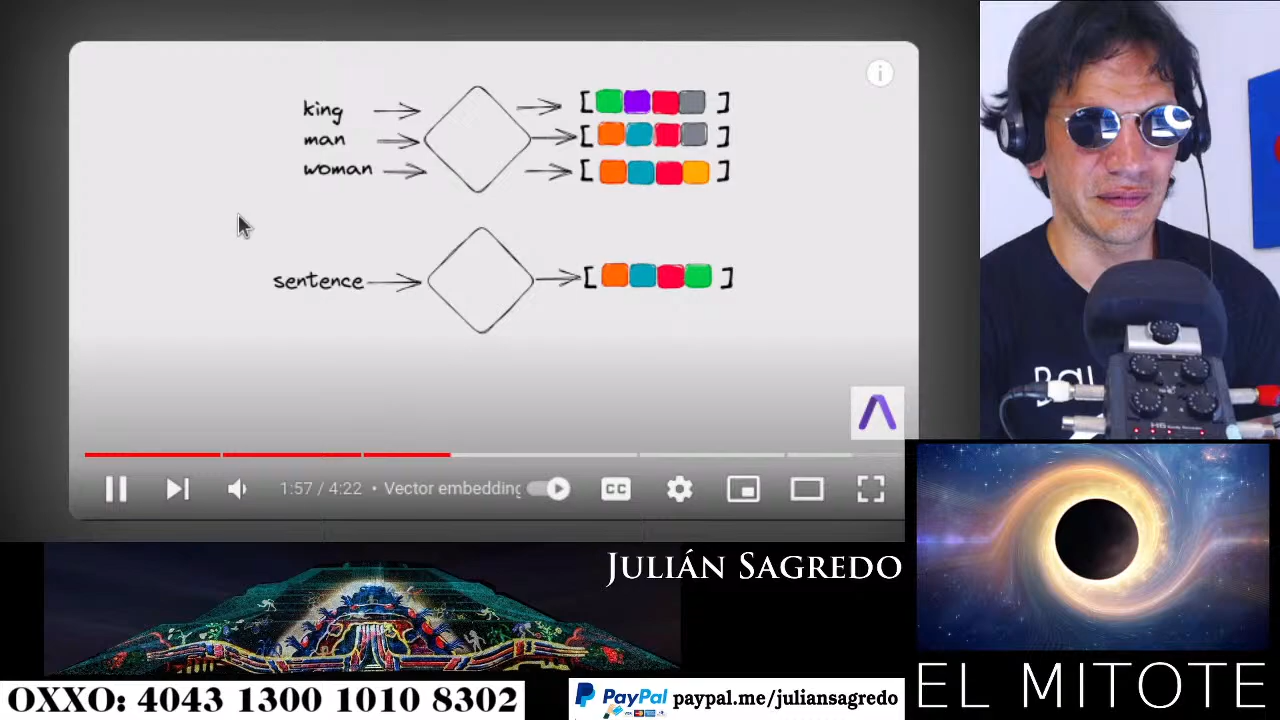 king
man
woman
sentence
1:57 / 4:22 • Vector embedding
CC
JULIÁN SAGREDO
OXXO: 4043 1300 1010 8302
PayPal paypal.me/juliansagredo
EL MITOTE